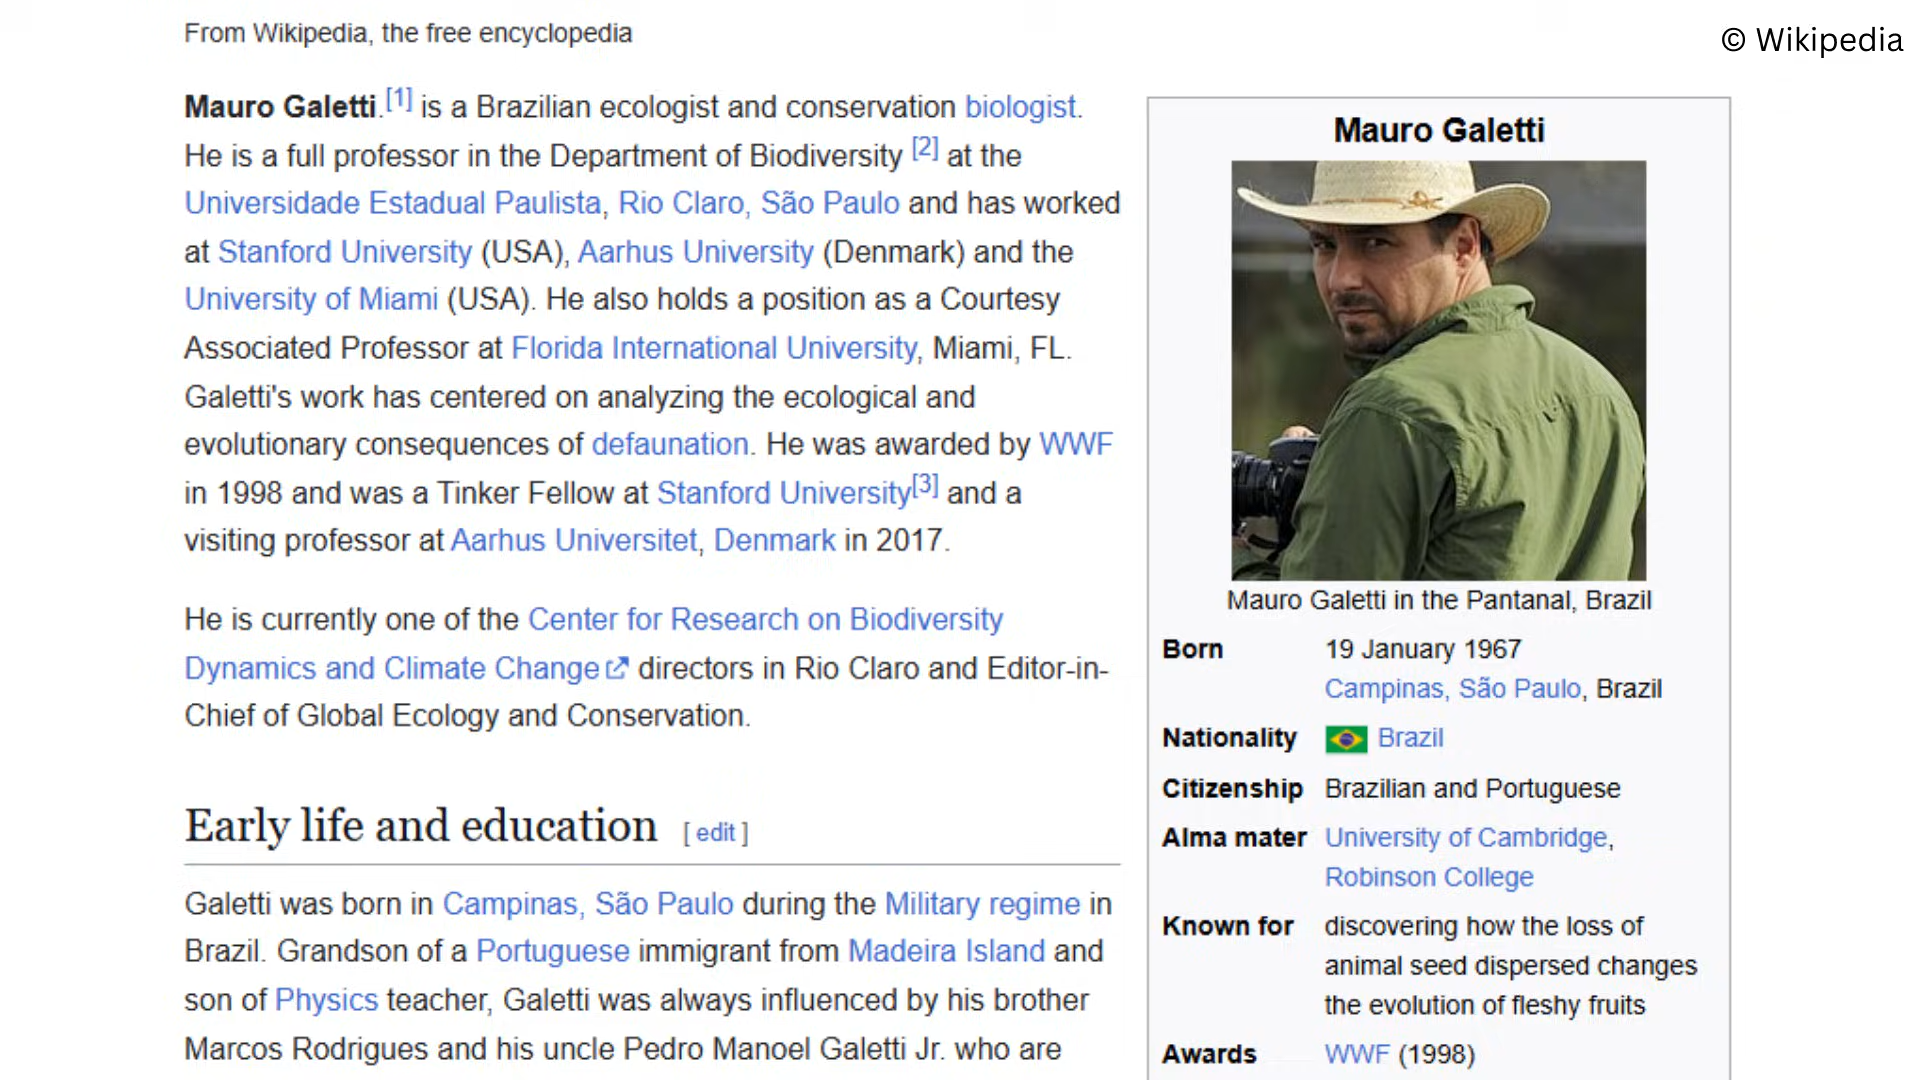 From Wikipedia, the free encyclopedia
© Wikipedia
Mauro Galetti.[1] is a Brazilian ecologist and conservation biologist.
He is a full professor in the Department of Biodiversity [2] at the
Universidade Estadual Paulista, Rio Claro, São Paulo and has worked
at Stanford University (USA), Aarhus University (Denmark) and the
University of Miami (USA). He also holds a position as a Courtesy
Associated Professor at Florida International University, Miami, FL.
Galetti's work has centered on analyzing the ecological and
evolutionary consequences of defaunation. He was awarded by WWF
in 1998 and was a Tinker Fellow at Stanford University[3] and a
visiting professor at Aarhus Universitet, Denmark in 2017.
He is currently one of the Center for Research on Biodiversity
Dynamics and Climate Change directors in Rio Claro and Editor-in-
Chief of Global Ecology and Conservation.
Early life and education [ edit ]
Galetti was born in Campinas, São Paulo during the Military regime in
Brazil. Grandson of a Portuguese immigrant from Madeira Island and
son of Physics teacher, Galetti was always influenced by his brother
Marcos Rodrigues and his uncle Pedro Manoel Galetti Jr. who are
Mauro Galetti
Mauro Galetti in the Pantanal, Brazil
Born 19 January 1967
Campinas, São Paulo, Brazil
Nationality Brazil
Citizenship Brazilian and Portuguese
Alma mater University of Cambridge,
Robinson College
Known for discovering how the loss of
animal seed dispersed changes
the evolution of fleshy fruits
Awards WWF (1998)